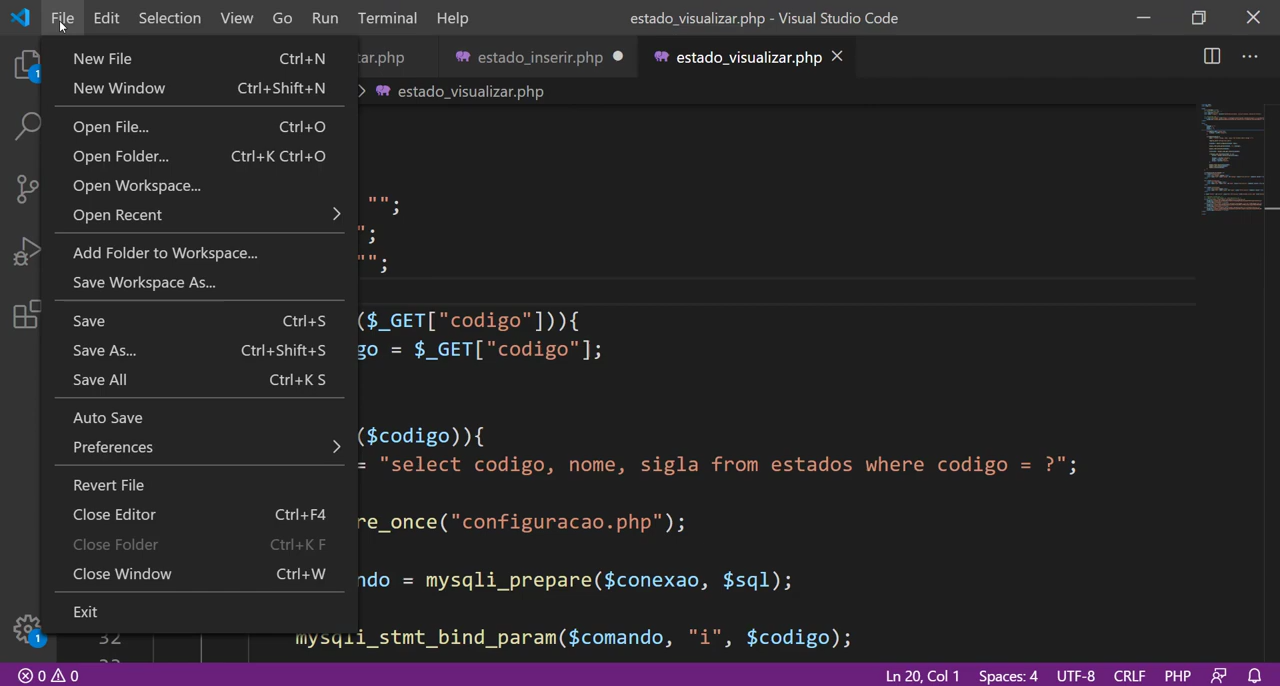 File Edit Selection View Go Run Terminal Help estado_visualizar.php - Visual Studio Code
tar.php estado_inserir.php estado_visualizar.php
estado_visualizar.php
New File Ctrl+N
New Window Ctrl+Shift+N
Open File... Ctrl+O
Open Folder... Ctrl+K Ctrl+O
Open Workspace...
Open Recent
Add Folder to Workspace...
Save Workspace As...
Save Ctrl+S
Save As... Ctrl+Shift+S
Save All Ctrl+K S
Auto Save
Preferences
Revert File
Close Editor Ctrl+F4
Close Folder Ctrl+K F
Close Window Ctrl+W
Exit
1
1
"";
";
"";
($_GET["codigo"])){
go = $_GET["codigo"];
($codigo)){
= "select codigo, nome, sigla from estados where codigo = ?";
re_once("configuracao.php");
ndo = mysqli_prepare($conexao, $sql);
32 mysqli_stmt_bind_param($comando, "i", $codigo);
0 0 Ln 20, Col 1 Spaces: 4 UTF-8 CRLF PHP